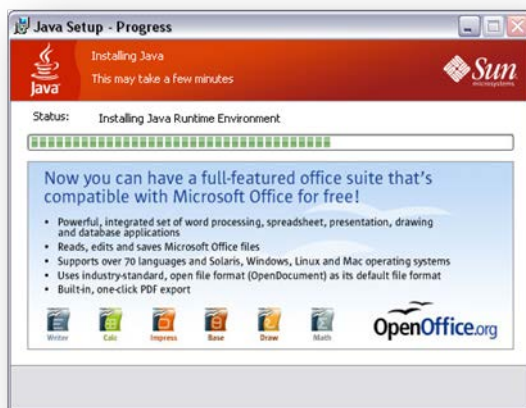 Java Setup - Progress
Installing Java
This may take a few minutes
Java
Sun
microsystems
Status: Installing Java Runtime Environment
Now you can have a full-featured office suite that's
compatible with Microsoft Office for free!
• Powerful, integrated set of word processing, spreadsheet, presentation, drawing
and database applications
• Reads, edits and saves Microsoft Office files
• Supports over 70 languages and Solaris, Windows, Linux and Mac operating systems
• Uses industry-standard, open file format (OpenDocument) as its default file format
• Built-in, one-click PDF export
Writer Calc Impress Base Draw Math
OpenOffice.org